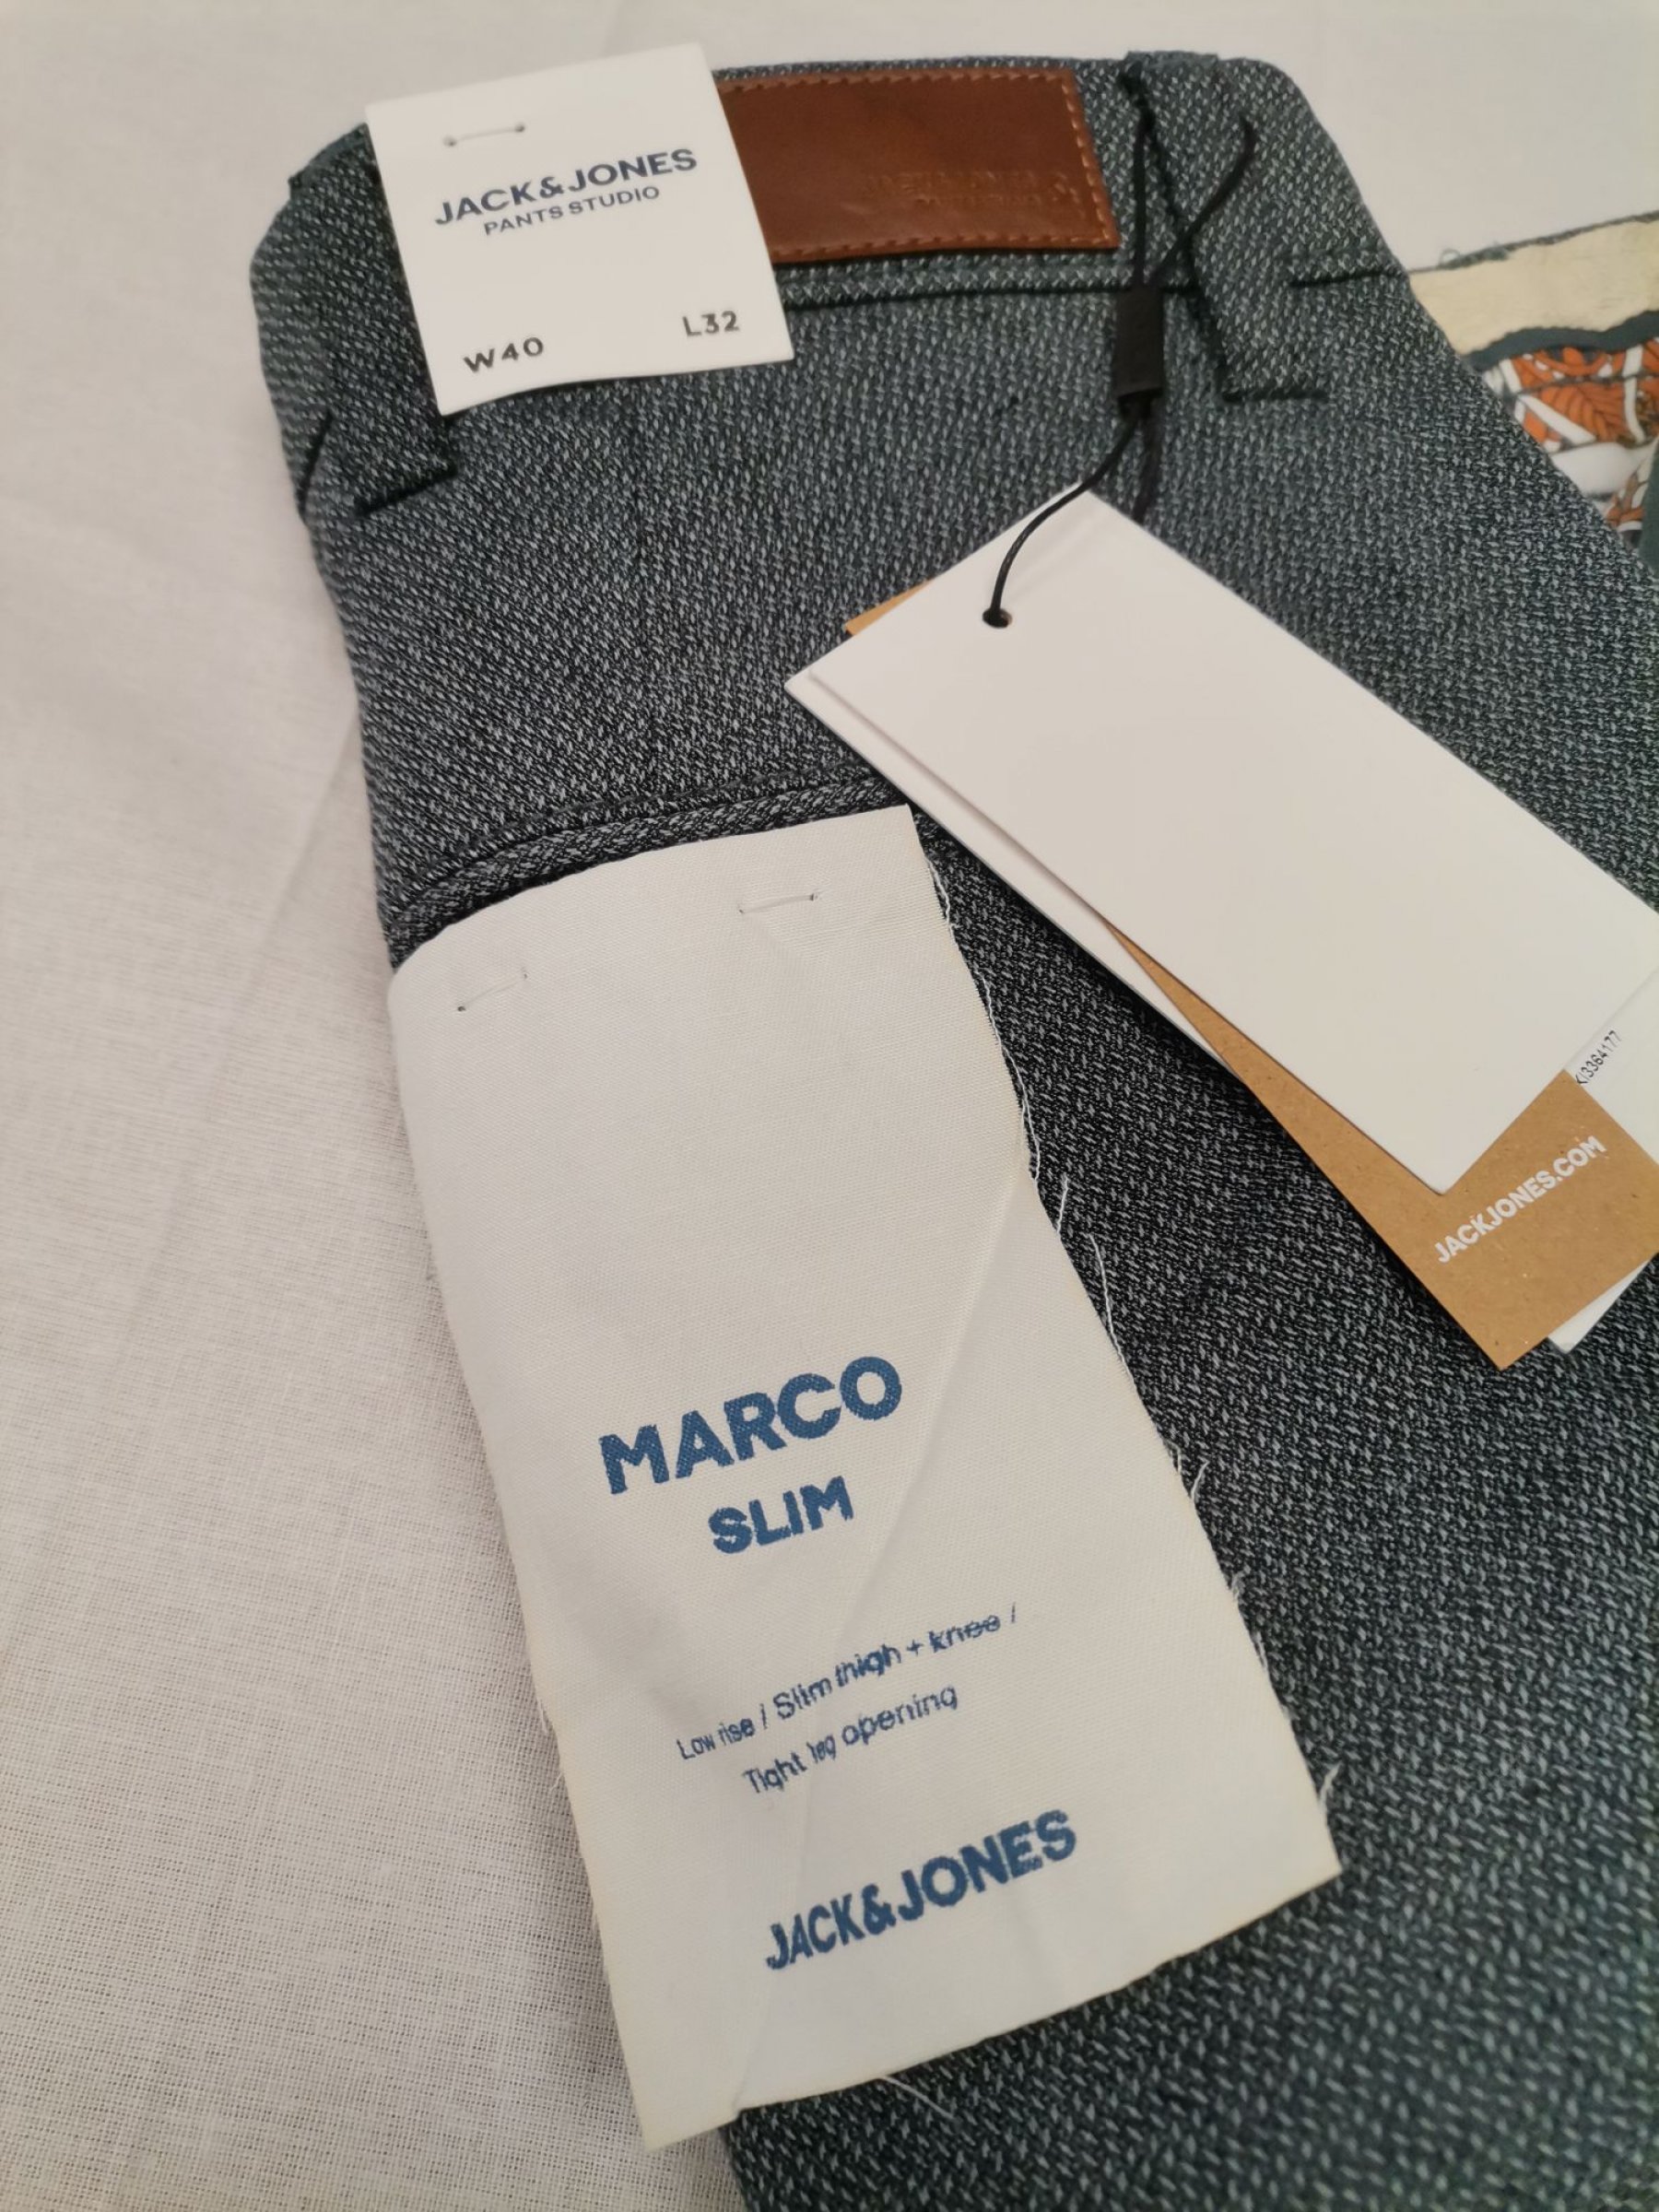 JACK&JONES
PANTS STUDIO
W40 L32
MARCO
SLIM
Low rise / Slim thigh + knee /
Tight leg opening
JACK&JONES
JACKJONES.COM